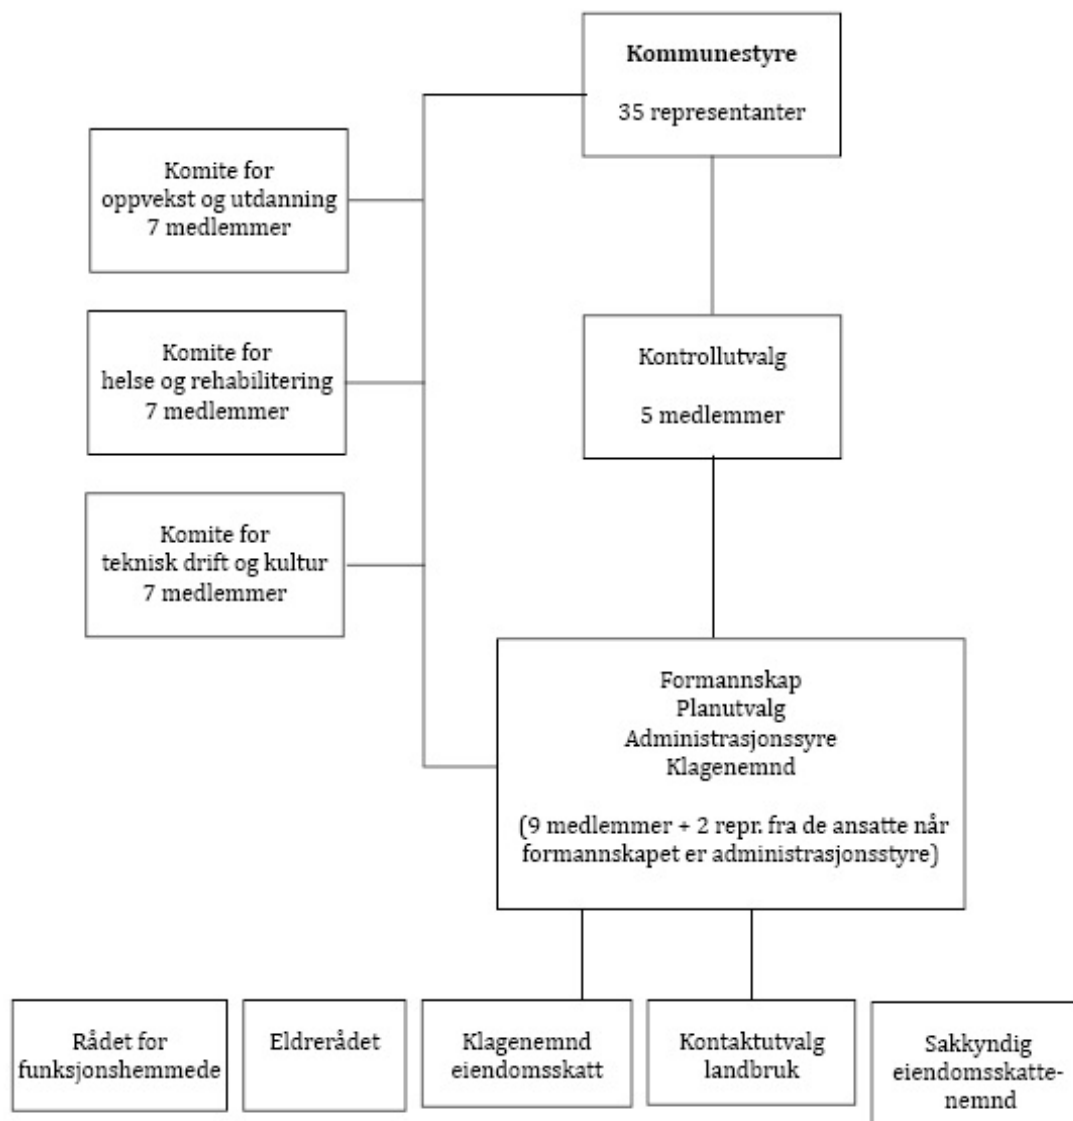 Kommunestyre
35 representanter
Komite for
oppvekst og utdanning
7 medlemmer
Komite for
helse og rehabilitering
7 medlemmer
Kontrollutvalg
5 medlemmer
Komite for
teknisk drift og kultur
7 medlemmer
Formannskap
Planutvalg
Administrasjonssyre
Klagenemnd
(9 medlemmer + 2 repr. fra de ansatte når
formannskapet er administrasjonsstyre)
Rådet for
funksjonshemmede
Eldrerådet
Klagenemnd
eiendomsskatt
Kontaktutvalg
landbruk
Sakkyndig
eiendomsskatte-
nemnd